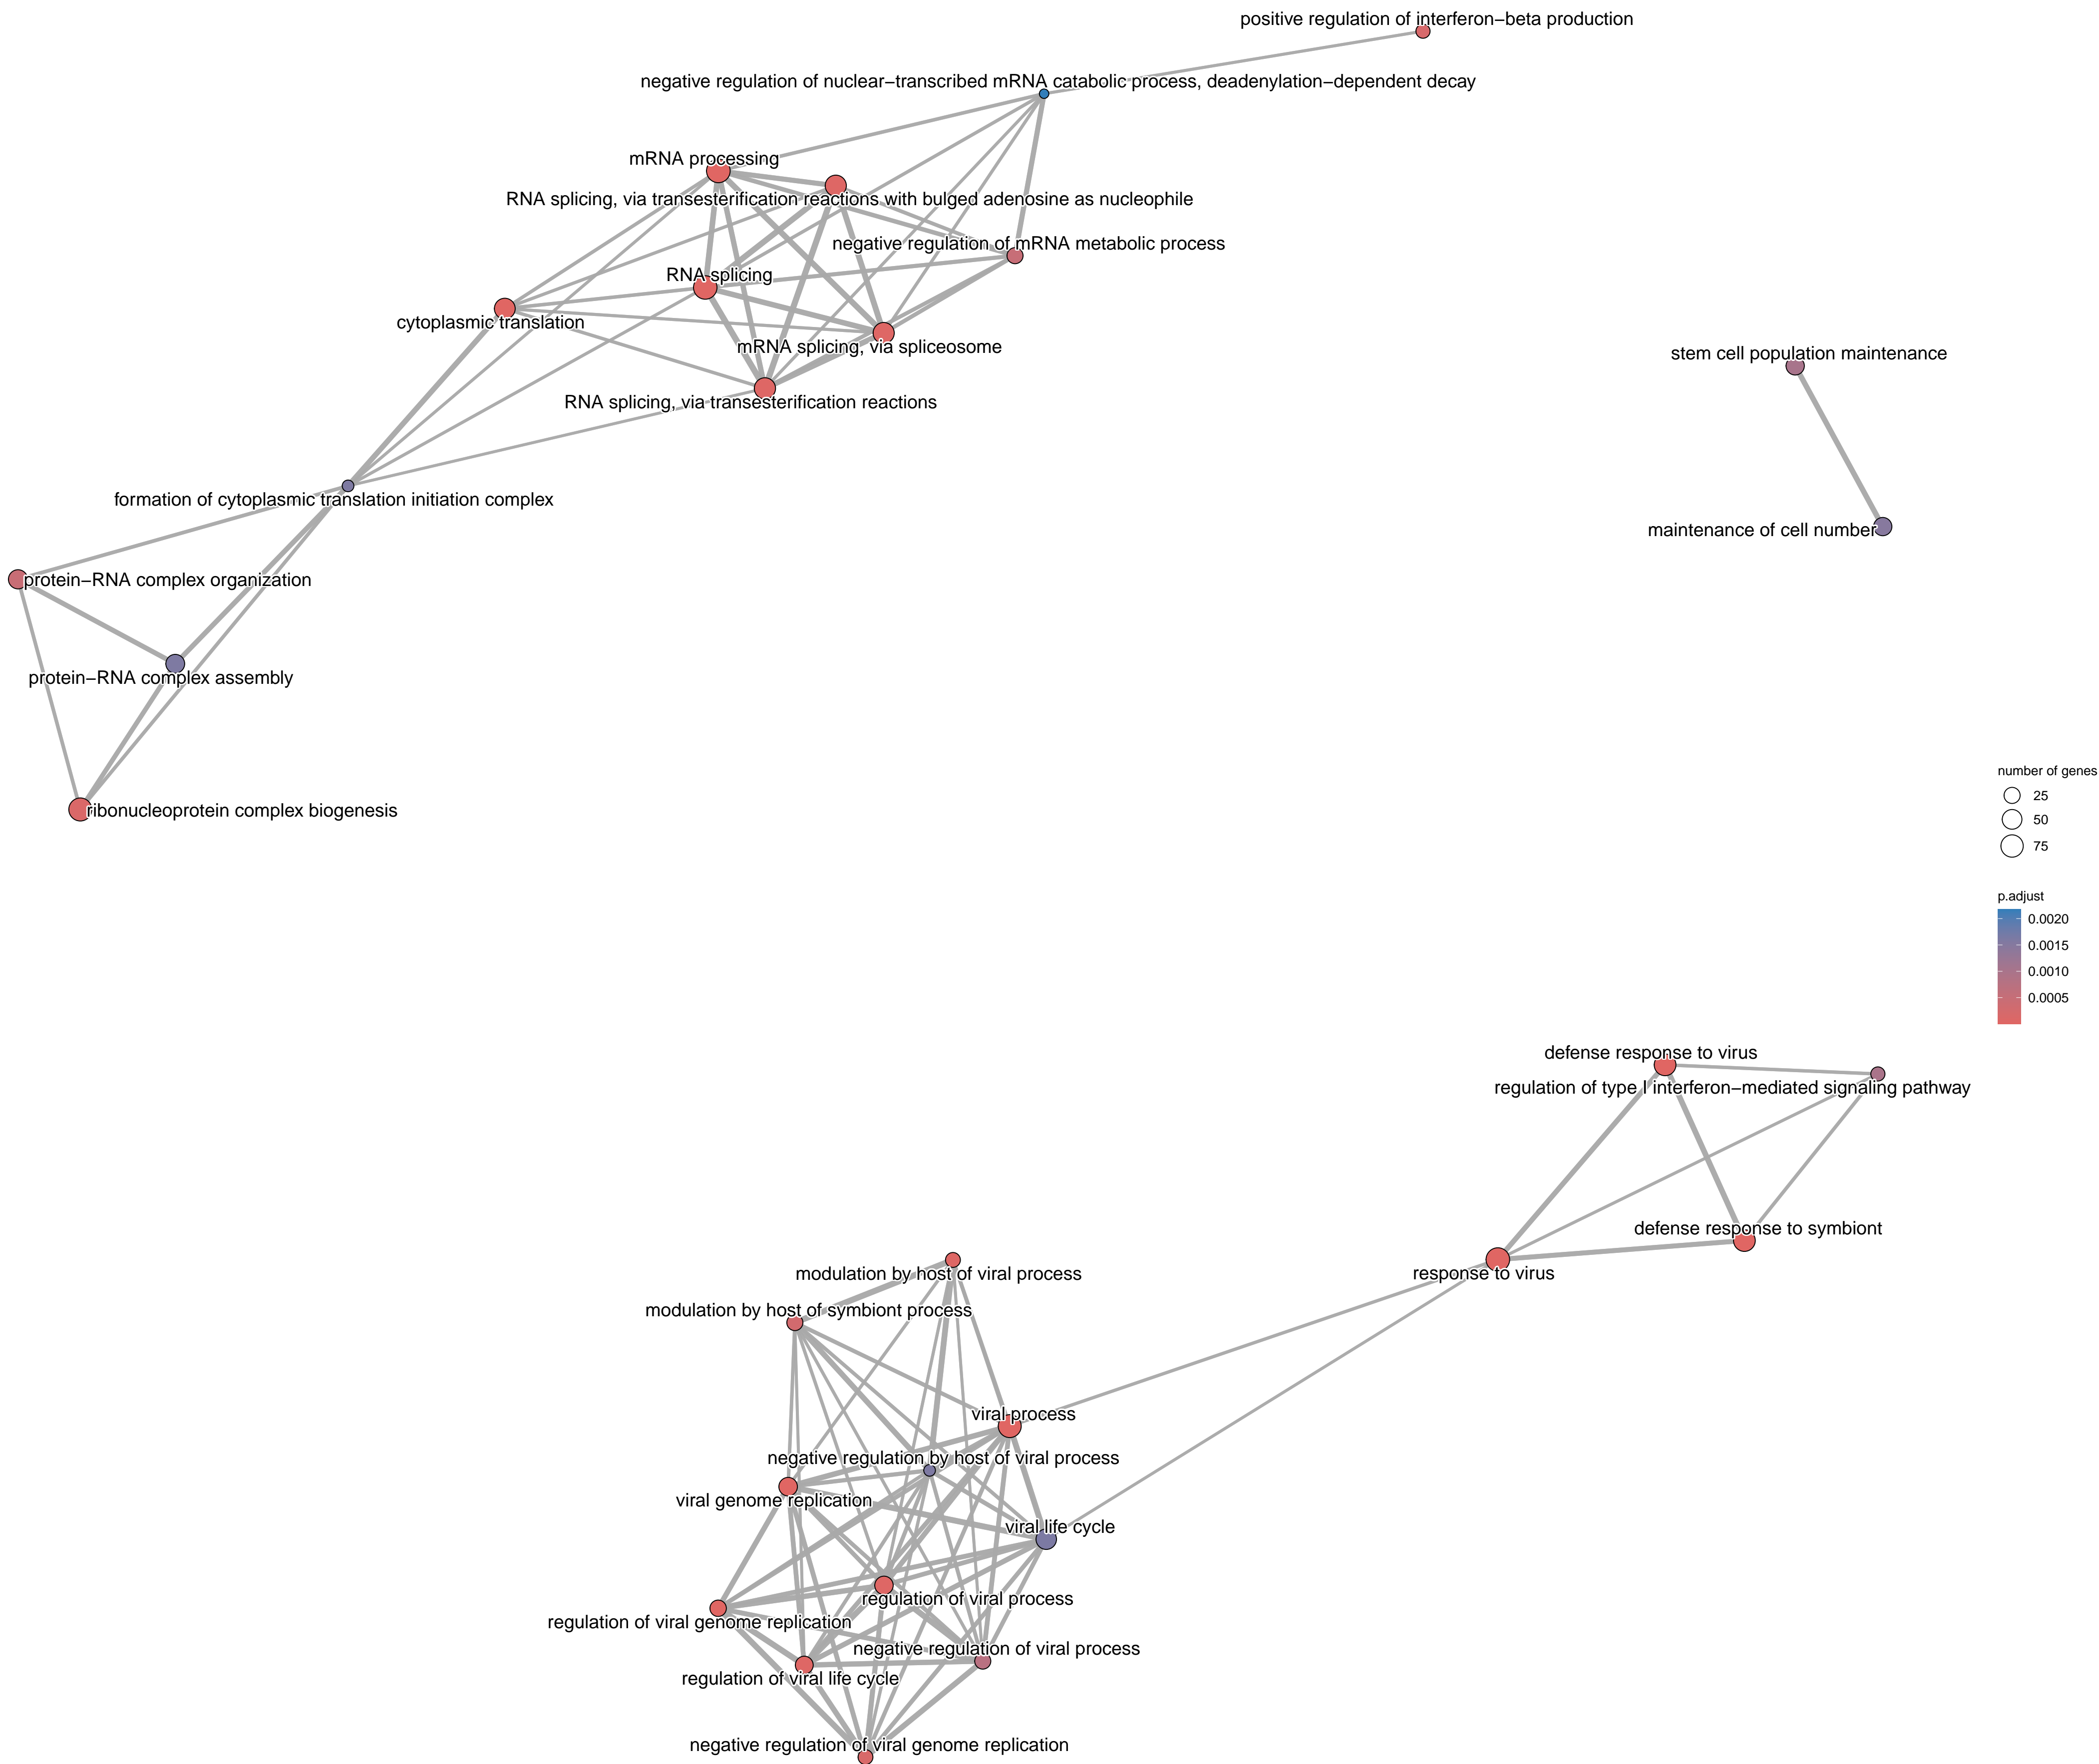 positive regulation of interferon−beta production
negative regulation of nuclear−transcribed mRNA catabolic process, deadenylation−dependent decay
mRNA processing
RNA splicing, via transesterification reactions with bulged adenosine as nucleophile
negative regulation of mRNA metabolic process
RNA splicing
cytoplasmic translation
mRNA splicing, via spliceosome
stem cell population maintenance
RNA splicing, via transesterification reactions
formation of cytoplasmic translation initiation complex
maintenance of cell number
protein−RNA complex organization
protein−RNA complex assembly
ribonucleoprotein complex biogenesis
number of genes
25
50
75
p.adjust
0.0020
0.0015
0.0010
0.0005
defense response to virus
regulation of type I interferon−mediated signaling pathway
defense response to symbiont
response to virus
modulation by host of viral process
modulation by host of symbiont process
viral process
negative regulation by host of viral process
viral genome replication
viral life cycle
regulation of viral process
regulation of viral genome replication
negative regulation of viral process
regulation of viral life cycle
negative regulation of viral genome replication